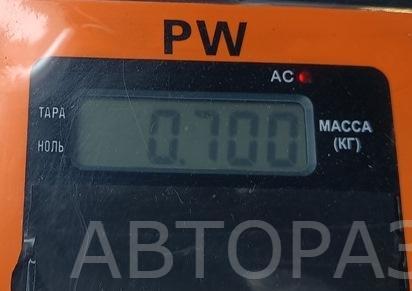 PW
AC
ТАРА
НОЛЬ
0.700
МАССА
(КГ)
АВТОРАЗ